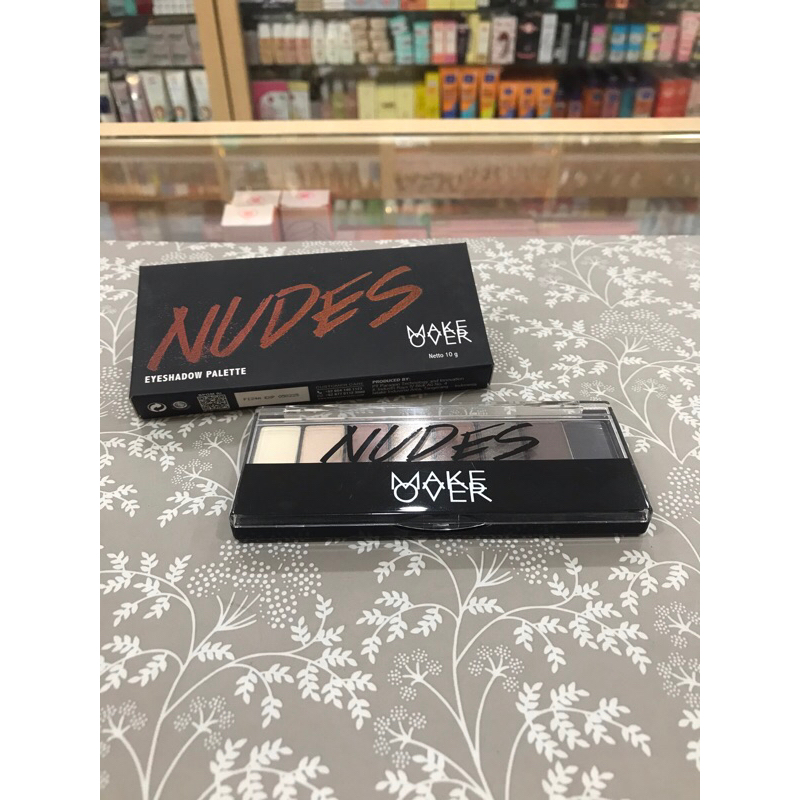 NUDES
MAKE
OVER
Netto 10 g
EYESHADOW PALETTE
PRODUCED BY:
NUDES
MAKE
OVER